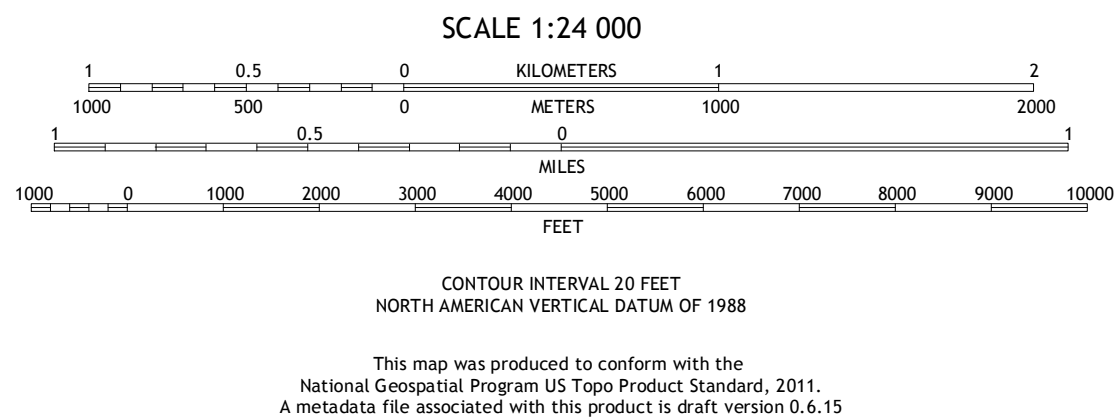 SCALE 1:24 000
1 0.5 0 KILOMETERS 1 2
1000 500 0 METERS 1000 2000
1 0.5 0 1
MILES
1000 0 1000 2000 3000 4000 5000 6000 7000 8000 9000 10000
FEET
CONTOUR INTERVAL 20 FEET
NORTH AMERICAN VERTICAL DATUM OF 1988
This map was produced to conform with the
National Geospatial Program US Topo Product Standard, 2011.
A metadata file associated with this product is draft version 0.6.15